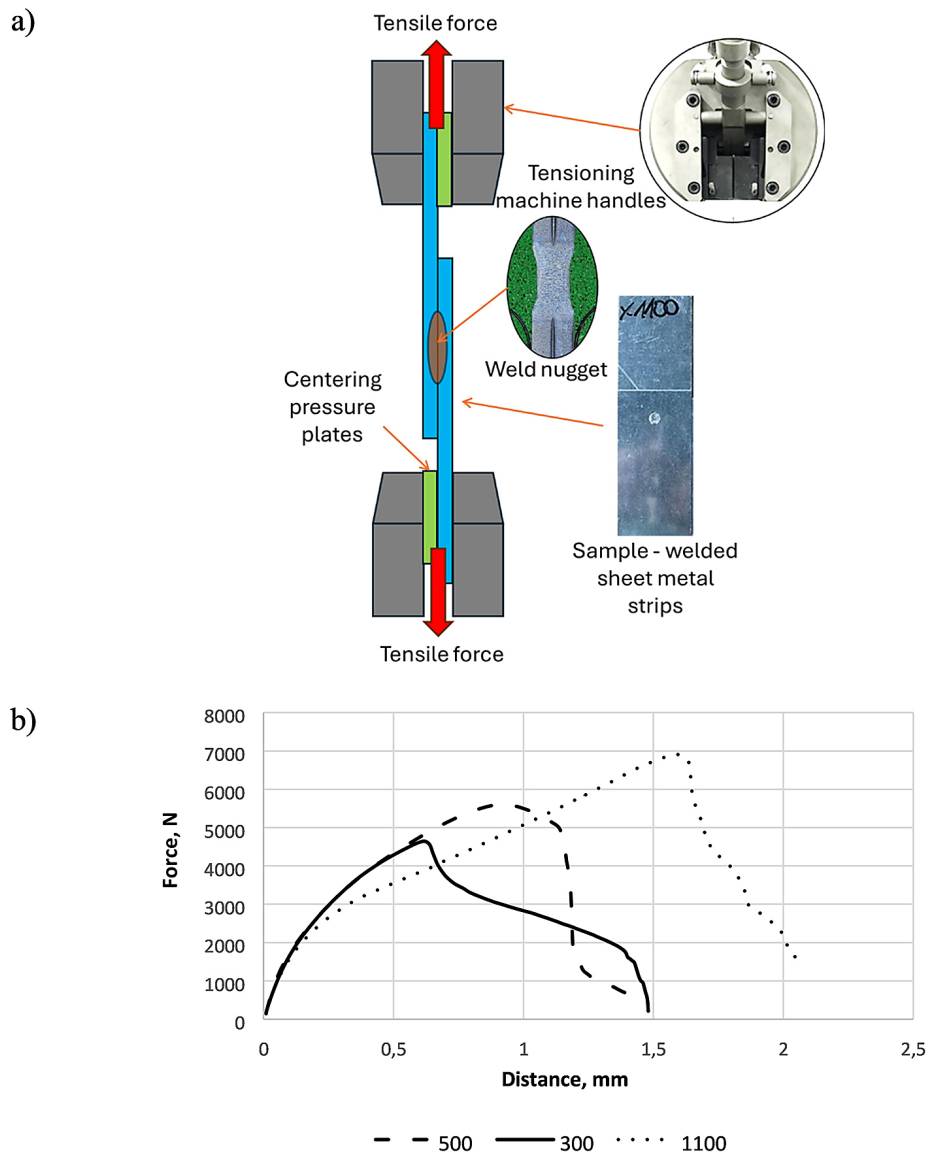 a)
Tensile force
Tensioning
machine handles
Weld nugget
Centering
pressure
plates
Sample - welded
sheet metal
strips
Tensile force
b)
8000
7000
6000
5000
4000
3000
2000
1000
0
Force, N
0 0,5 1 1,5 2 2,5
Distance, mm
500 300 1100